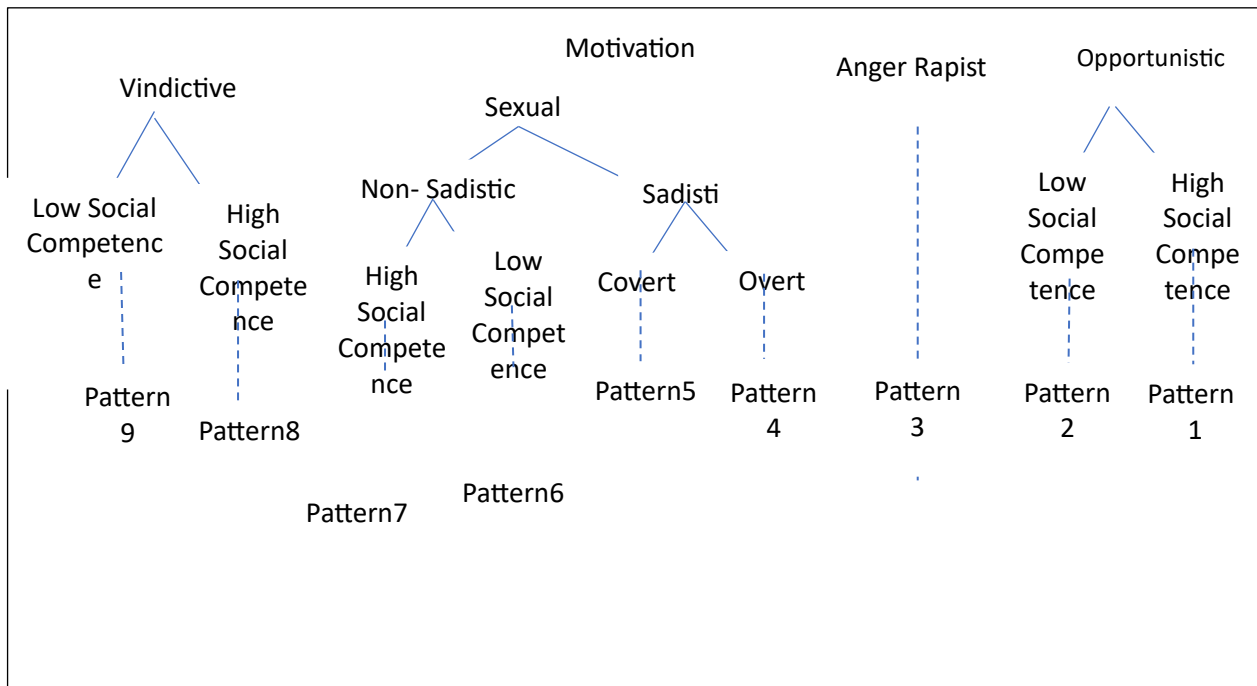 Motivation
Vindictive
Sexual
Anger Rapist
Opportunistic
Low Social
Competenc
e
High
Social
Compete
nce
Non- Sadistic
High
Social
Compete
nce
Low
Social
Compet
ence
Sadisti
Covert
Overt
Low
Social
Compe
tence
High
Social
Compe
tence
Pattern
9
Pattern8
Pattern7
Pattern6
Pattern5
Pattern
4
Pattern
3
Pattern
2
Pattern
1